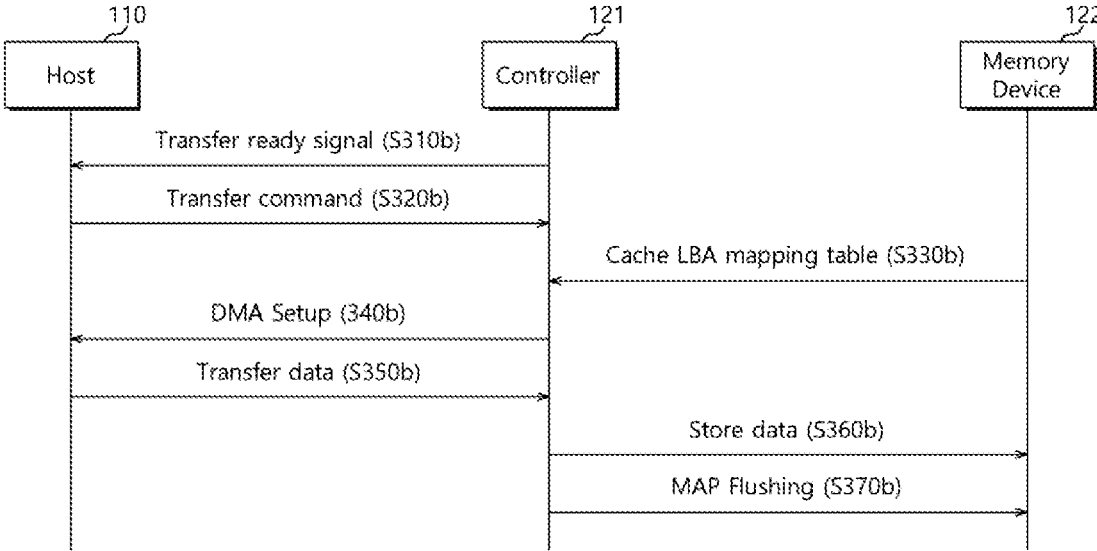 110
121
122
Host
Controller
Memory
Device
Transfer ready signal (S310b)
Transfer command (S320b)
Cache LBA mapping table (S330b)
DMA Setup (340b)
Transfer data (S350b)
Store data (S360b)
MAP Flushing (S370b)